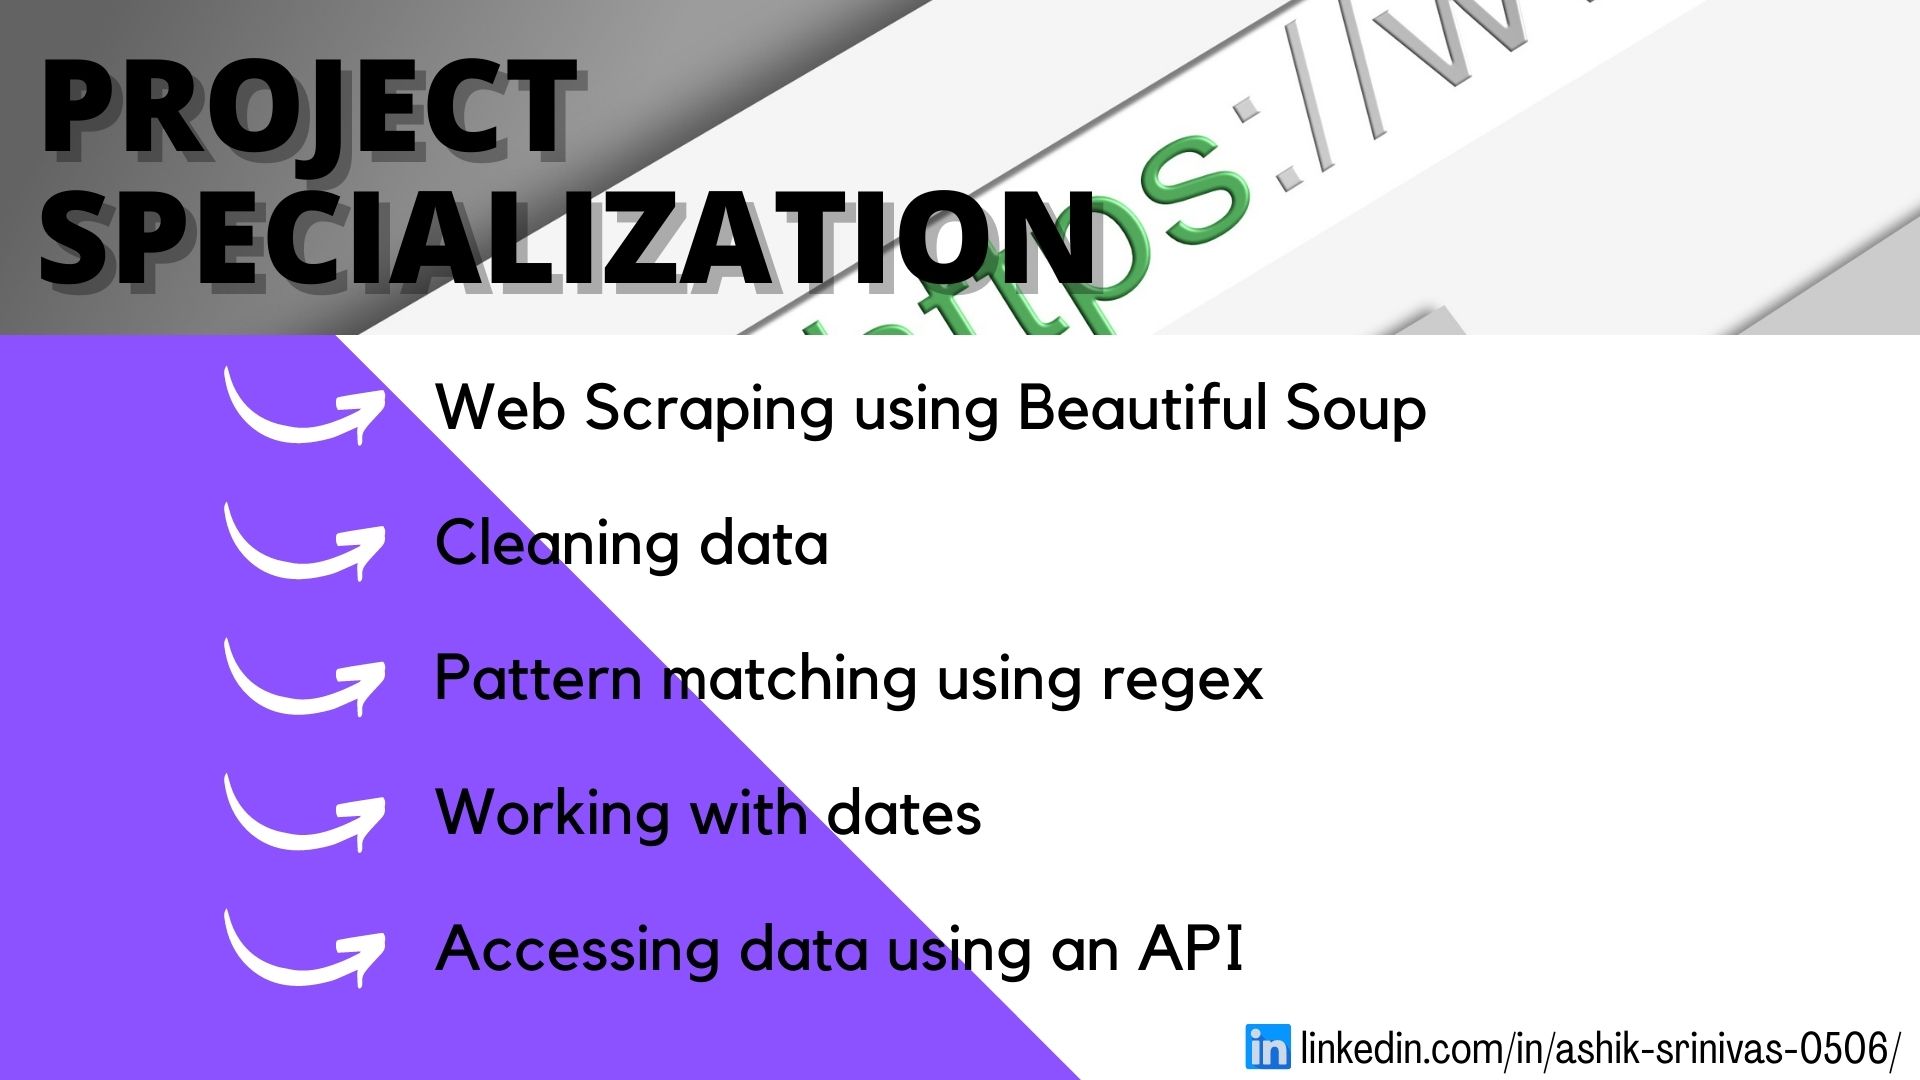 PROJECT
SPECIALIZATION
https://w
Web Scraping using Beautiful Soup
Cleaning data
Pattern matching using regex
Working with dates
Accessing data using an API
in linkedin.com/in/ashik-srinivas-0506/